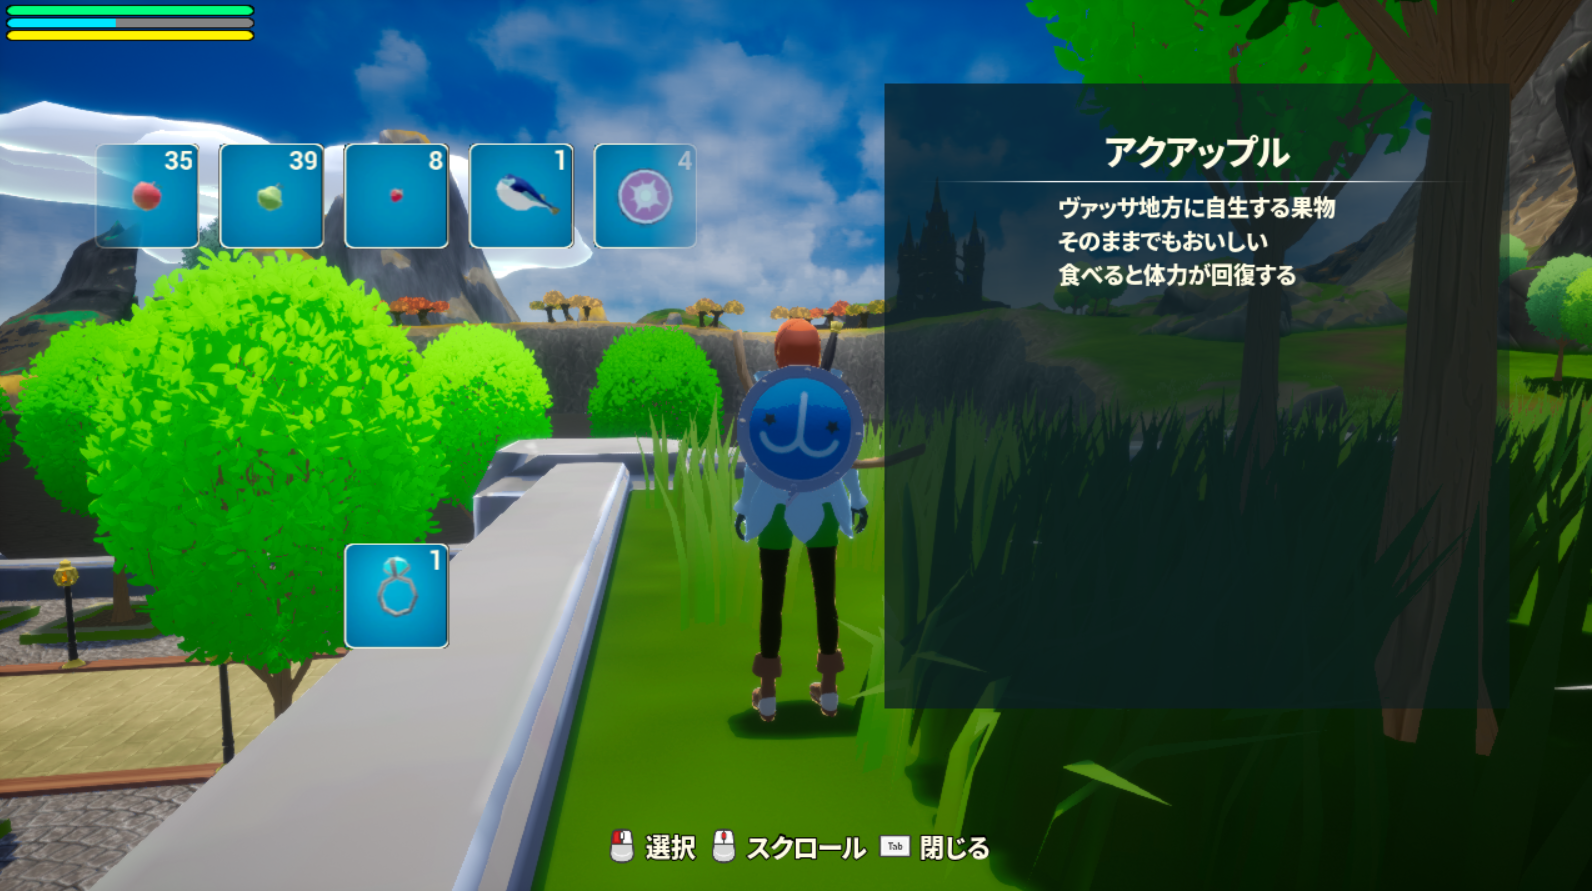 35
39
8
1
4
アクアップル
ヴァッサ地方に自生する果物
そのままでもおいしい
食べると体力が回復する
1
選択 スクロール Tab 閉じる